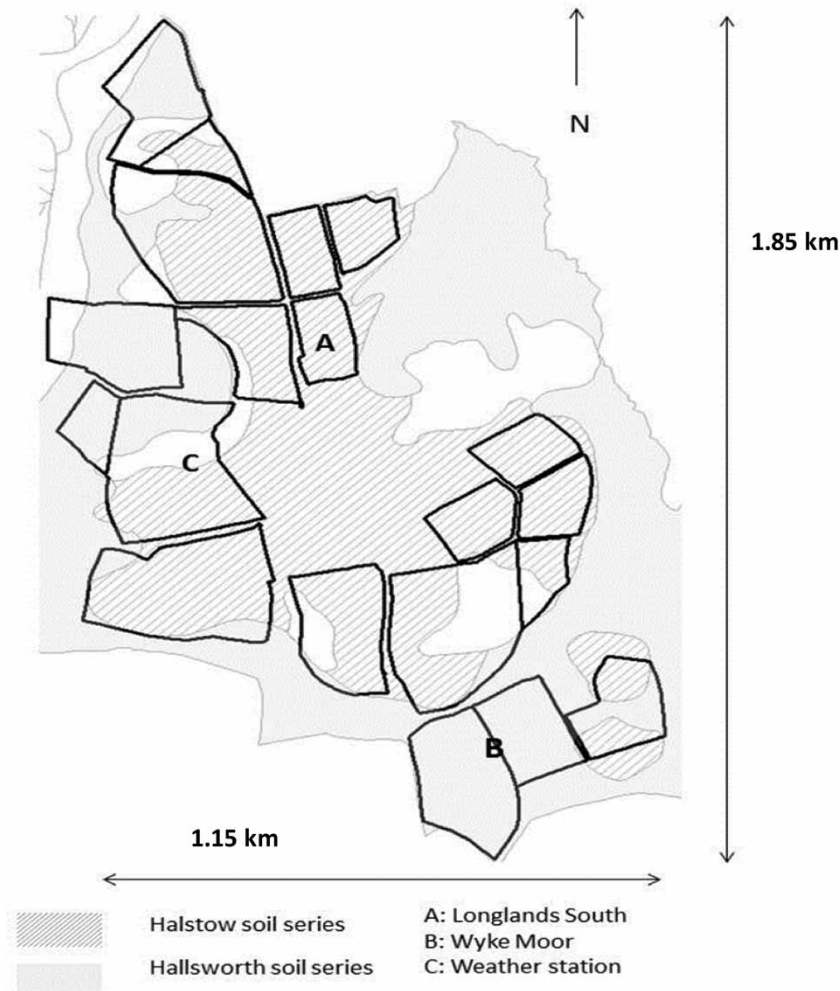 N
1.85 km
A
C
B
1.15 km
Halstow soil series
Hallsworth soil series
A: Longlands South
B: Wyke Moor
C: Weather station